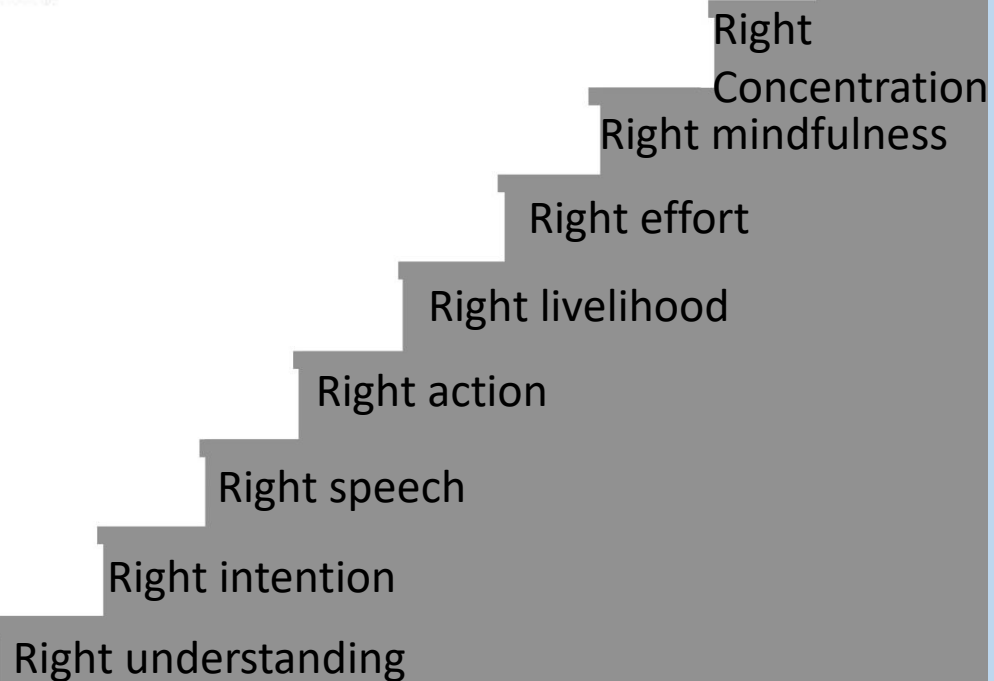 Right
Concentration
Right mindfulness
Right effort
Right livelihood
Right action
Right speech
Right intention
Right understanding